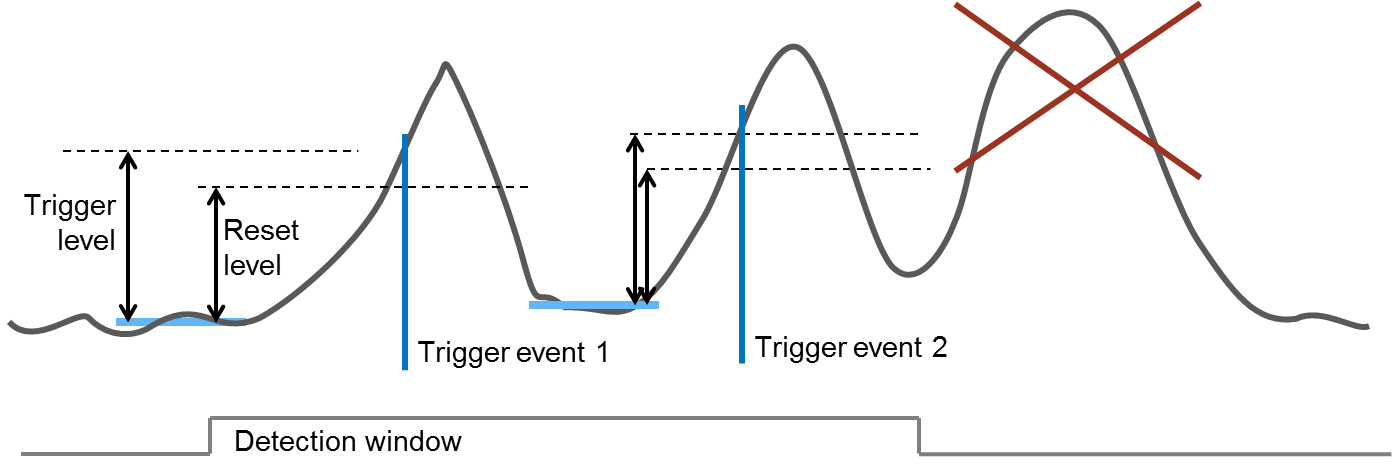 Trigger
level
Reset
level
Trigger event 1
Trigger event 2
Detection window